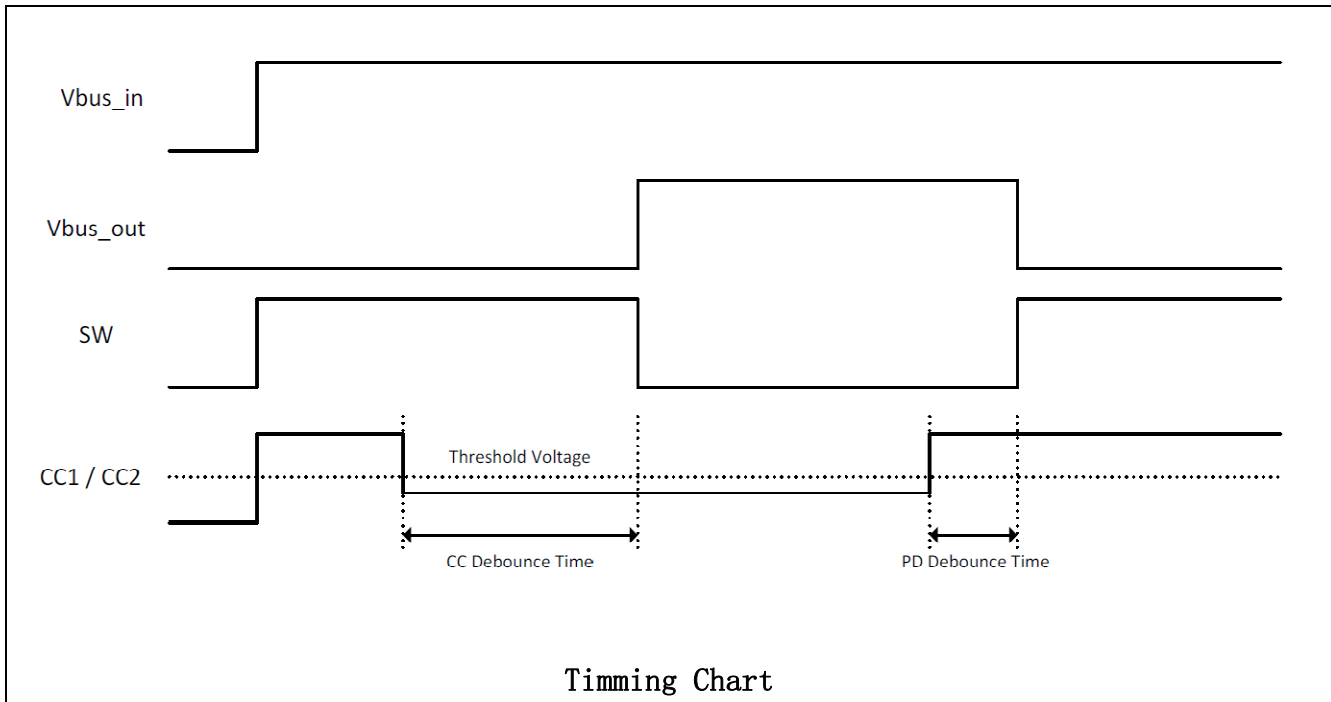 Vbus_in
Vbus_out
SW
Threshold Voltage
CC1 / CC2
CC Debounce Time
PD Debounce Time
Timming Chart